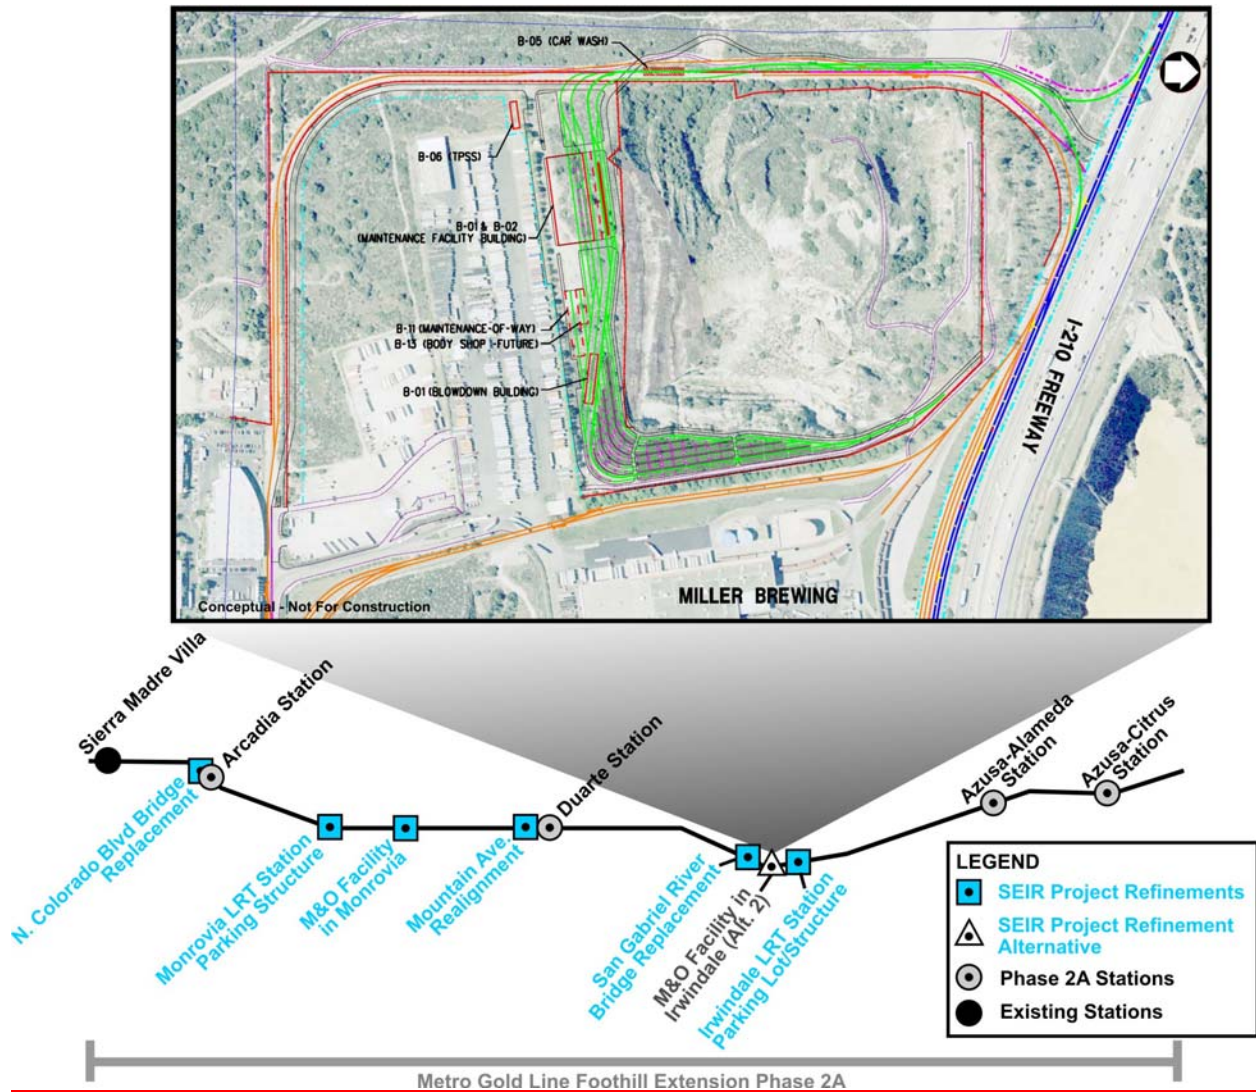 B-05 (CAR WASH)
B-06 (TPSS)
B-01 & B-02
(MAINTENANCE FACILITY BUILDING)
B-11 (MAINTENANCE-OF-WAY)
B-13 (BODY SHOP -FUTURE)
B-01 (BLOWDOWN BUILDING)
I-210 FREEWAY
MILLER BREWING
Conceptual - Not For Construction
Sierra Madre Villa
Arcadia Station
Duarte Station
Azusa-Alameda
Station
Azusa-Citrus
Station
N. Colorado Blvd Bridge
Replacement
Monrovia LRT Station
Parking Structure
M&O Facility
in Monrovia
Mountain Ave.
Realignment
San Gabriel River
Bridge Replacement
M&O Facility in
Irwindale (Alt. 2)
Irwindale LRT Station
Parking Lot/Structure
LEGEND
SEIR Project Refinements
SEIR Project Refinement
Alternative
Phase 2A Stations
Existing Stations
Metro Gold Line Foothill Extension Phase 2A